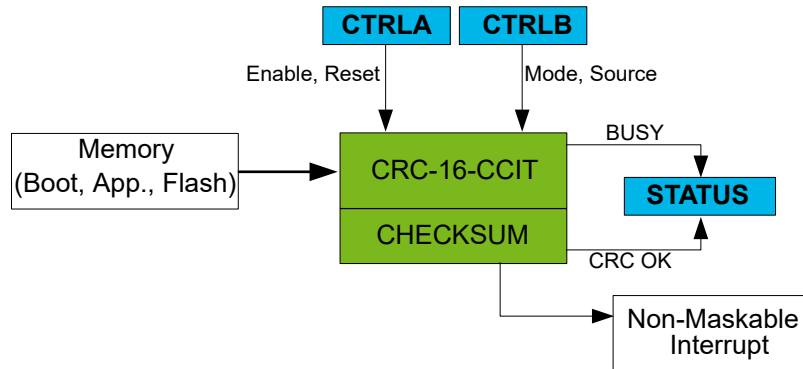 CTRLA
CTRLB
Enable, Reset
Mode, Source
Memory
(Boot, App., Flash)
CRC-16-CCIT
BUSY
STATUS
CHECKSUM
CRC OK
Non-Maskable
Interrupt